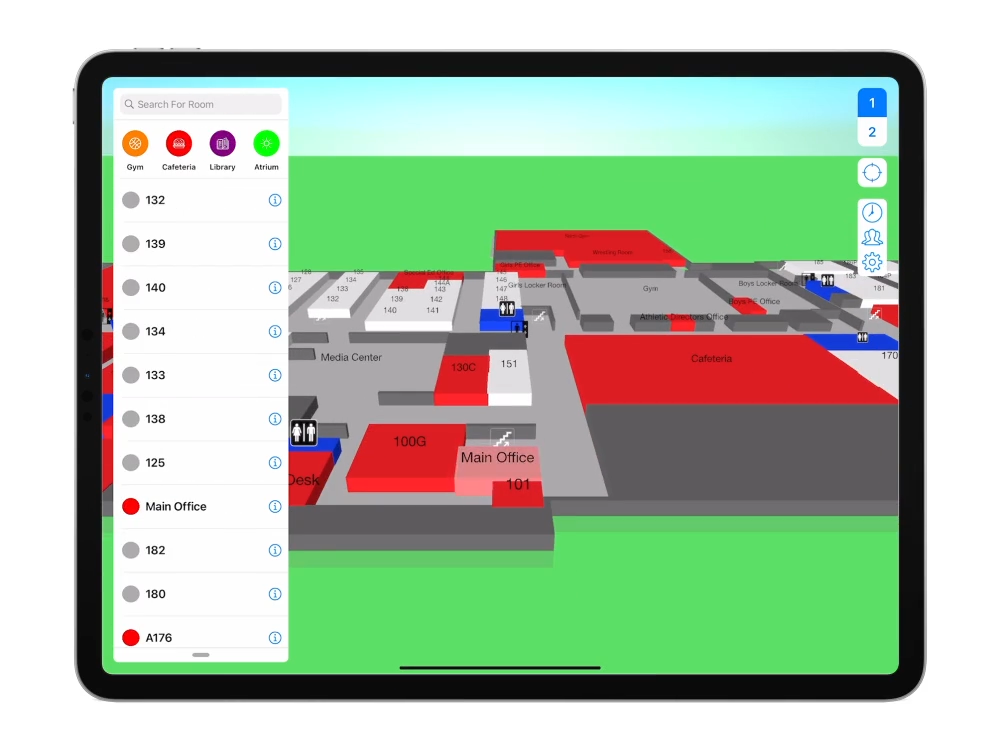 Search For Room
Gym
Cafeteria
Library
Atrium
132
139
140
134
133
138
125
Main Office
182
180
A176
1
2
Wrestling Room
Girls PE Office
Girls Locker Room
Gym
Boys Locker Room
Boys PE Office
Athletic Directors Office
Special Ed Office
144A
128
127
135
134
133
132
138
139
140
143
142
141
146
147
148
185
183
181
170
Media Center
130C
151
Cafeteria
100G
Main Office
101
Desk